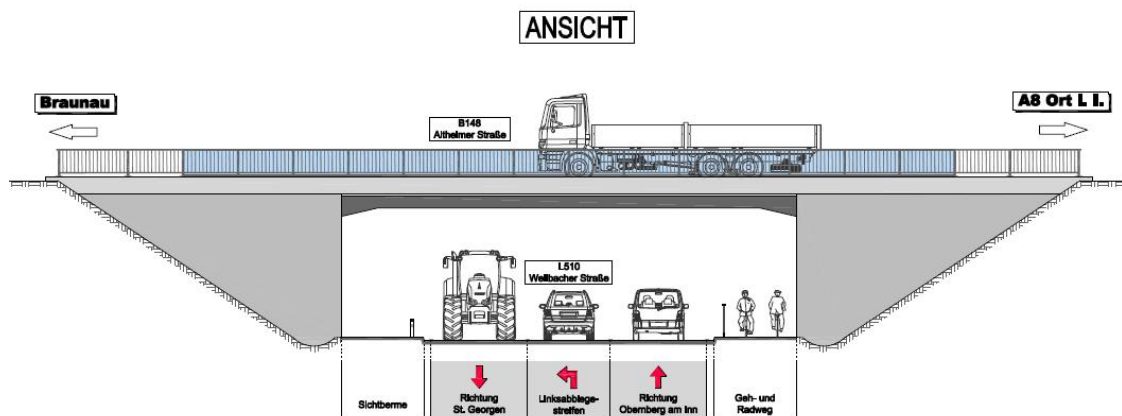 ANSICHT
Braunau
A8 Ort i. I.
B148
Altheimer Straße
L510
Weilbacher Straße
Sichtberme
Richtung
St. Georgen
Linksabbiege-
streifen
Richtung
Obernberg am Inn
Geh- und
Radweg